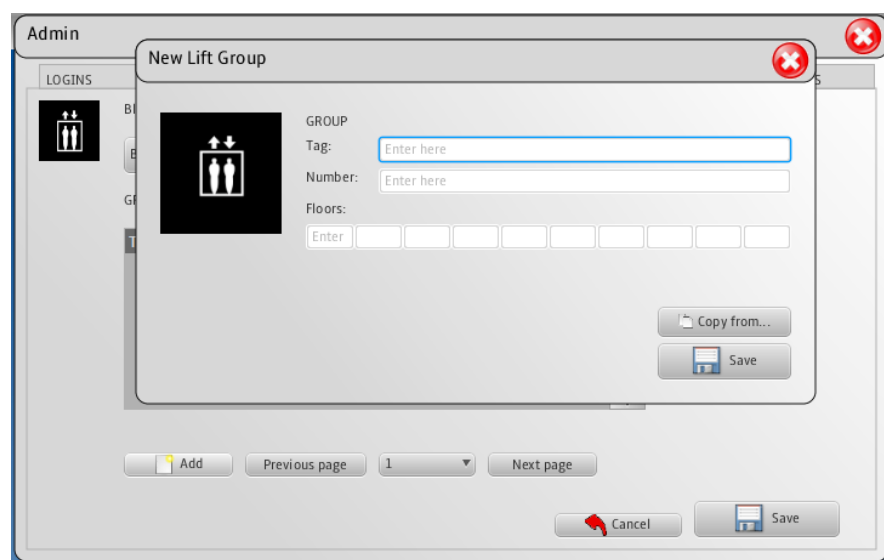 Admin
New Lift Group
LOGINS
GROUP
Tag: Enter here
Number: Enter here
Floors:
Enter
Copy from...
Save
Add Previous page 1 Next page
Cancel Save